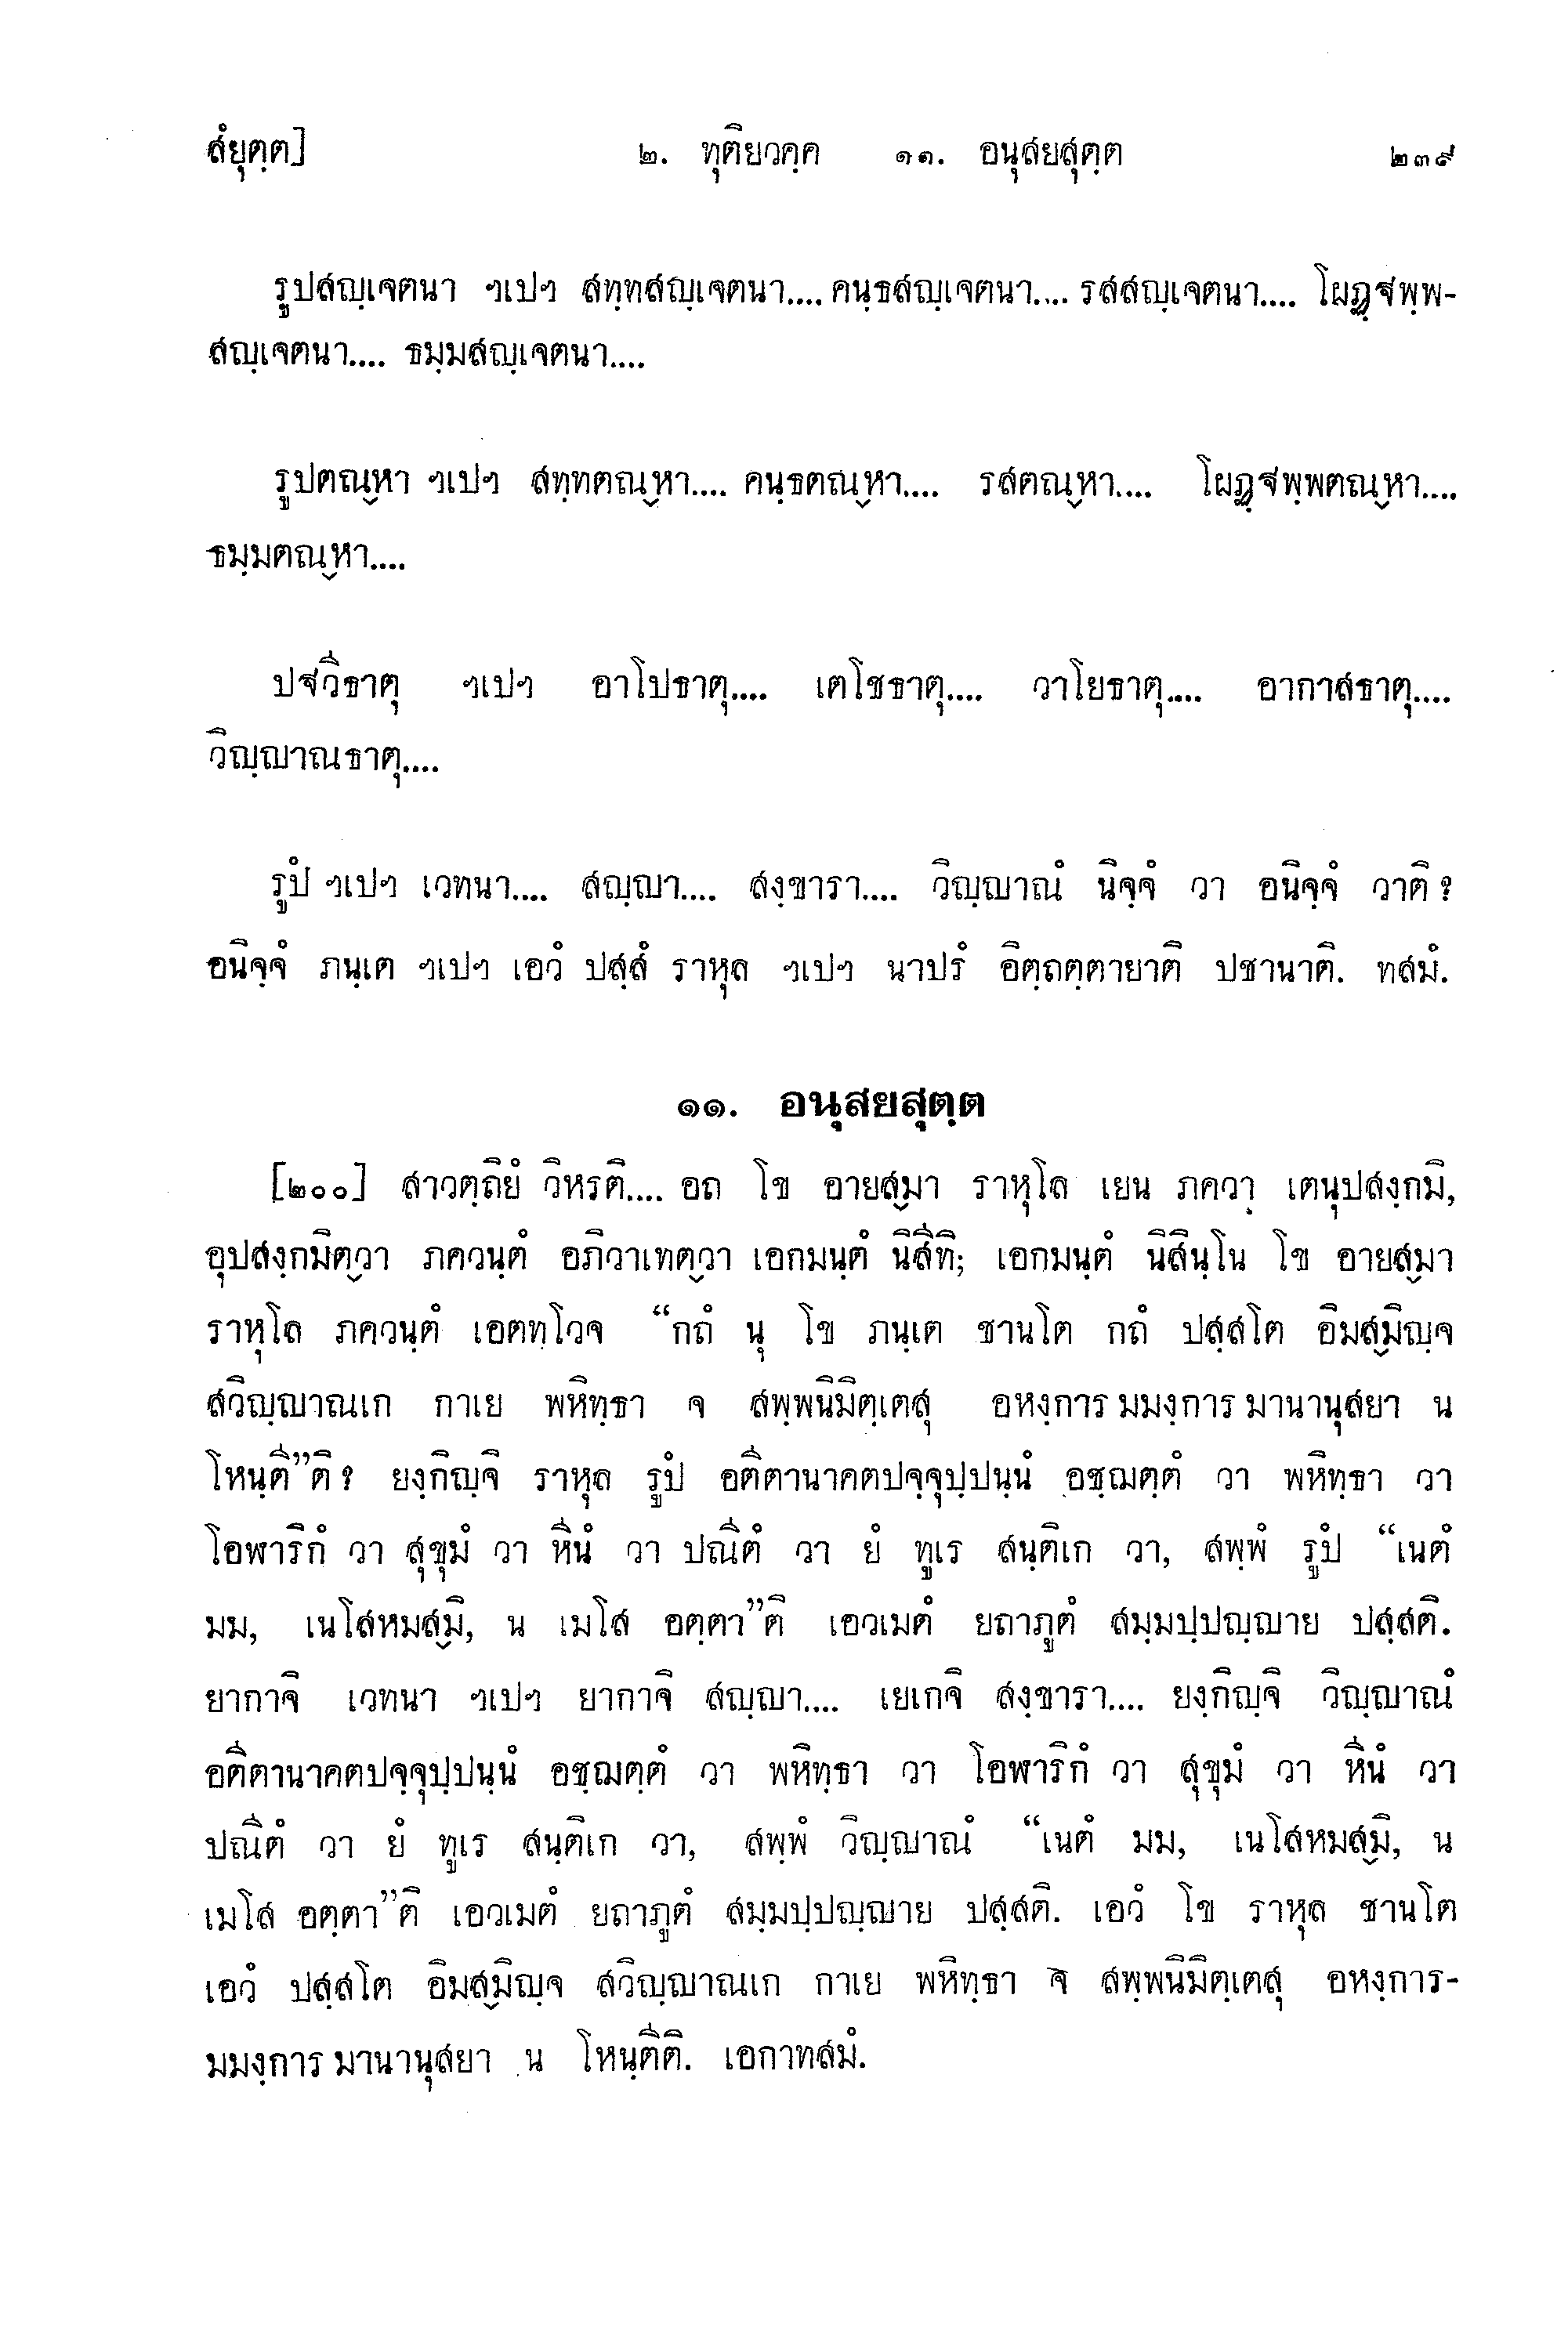 สํยุตฺต] ๒. ทุติยวคฺค ๑๑. อนุสยสุตฺต ๒๓๙
รูปสญฺเจตนา ฯเปฯ สทฺทสญฺเจตนา.... คนฺธสญฺเจตนา.... รสสญฺเจตนา.... โผฏฺฐพฺพ-
สญฺเจตนา.... ธมฺมสญฺเจตนา....
รูปตณฺหา ฯเปฯ สทฺทตณฺหา.... คนฺธตณฺหา.... รสตณฺหา.... โผฏฺฐพฺพตณฺหา....
ธมฺมตณฺหา....
ปฐวีธาตุ ฯเปฯ อาโปธาตุ.... เตโชธาตุ.... วาโยธาตุ.... อากาสธาตุ....
วิญฺญาณธาตุ....
รูปํ ฯเปฯ เวทนา.... สญฺญา.... สงฺขารา.... วิญฺญาณํ นิจฺจํ วา อนิจฺจํ วาติ ?
อนิจฺจํ ภนฺเต ฯเปฯ เอวํ ปสฺสํ ราหุล ฯเปฯ นาปรํ อิตฺถตฺตายาติ ปชานาติ. ทสมํ.
๑๑. อนุสยสุตฺต
[๒๐๐] สาวตฺถิยํ วิหรติ.... อถ โข อายสฺมา ราหุโล เยน ภควา เตนุปสงฺกมิ,
อุปสงฺกมิตฺวา ภควนฺตํ อภิวาเทตฺวา เอกมนฺตํ นิสีทิ; เอกมนฺตํ นิสินฺโน โข อายสฺมา
ราหุโล ภควนฺตํ เอตทโวจ “กถํ นุ โข ภนฺเต ชานโต กถํ ปสฺสโต อิมสฺมิญฺจ
สวิญฺญาณเก กาเย พหิทฺธา จ สพฺพนิมิตฺเตสุ อหงฺการ มมงฺการ มานานุสยา น
โหนฺตี”ติ ? ยงฺกิญฺจิ ราหุล รูปํ อตีตานาคตปจฺจุปฺปนฺนํ อชฺฌตฺตํ วา พหิทฺธา วา
โอฬาริกํ วา สุขุมํ วา หีนํ วา ปณีตํ วา ยํ ทูเร สนฺติเก วา, สพฺพํ รูปํ “เนตํ
มม, เนโสหมสฺมิ, น เมโส อตฺตา”ติ เอวเมตํ ยถาภูตํ สมฺมปฺปญฺญาย ปสฺสติ.
ยากาจิ เวทนา ฯเปฯ ยากาจิ สญฺญา.... เยเกจิ สงฺขารา.... ยงฺกิญฺจิ วิญฺญาณํ
อตีตานาคตปจฺจุปฺปนฺนํ อชฺฌตฺตํ วา พหิทฺธา วา โอฬาริกํ วา สุขุมํ วา หีนํ วา
ปณีตํ วา ยํ ทูเร สนฺติเก วา, สพฺพํ วิญฺญาณํ “เนตํ มม, เนโสหมสฺมิ, น
เมโส อตฺตา”ติ เอวเมตํ ยถาภูตํ สมฺมปฺปญฺญาย ปสฺสติ. เอวํ โข ราหุล ชานโต
เอวํ ปสฺสโต อิมสฺมิญฺจ สวิญฺญาณเก กาเย พหิทฺธา จ สพฺพนิมิตฺเตสุ อหงฺการ-
มมงฺการ มานานุสยา น โหนฺตีติ. เอกาทสมํ.